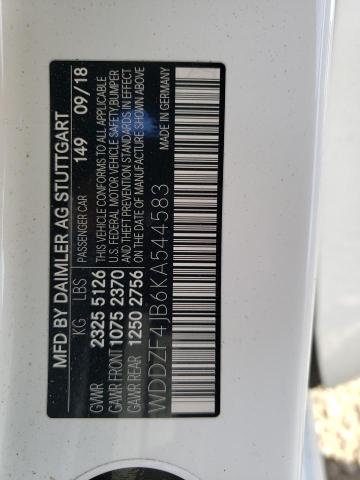 MFD BY DAIMLER AG STUTTGART
KG LBS PASSENGER CAR 149 09/18
GVWR 2325 5126 VEHICLE CONFORMS TO ALL APPLICABLE
GAWR FRONT 1075 2370 U.S. FEDERAL MOTOR VEHICLE SAFETY, BUMPER
GAWR REAR 1250 2756 AND THEFT PREVENTION STANDARDS IN EFFECT
ON THE DATE OF MANUFACTURE SHOWN ABOVE
MADE IN GERMANY
WDDZF4JB6KA544583